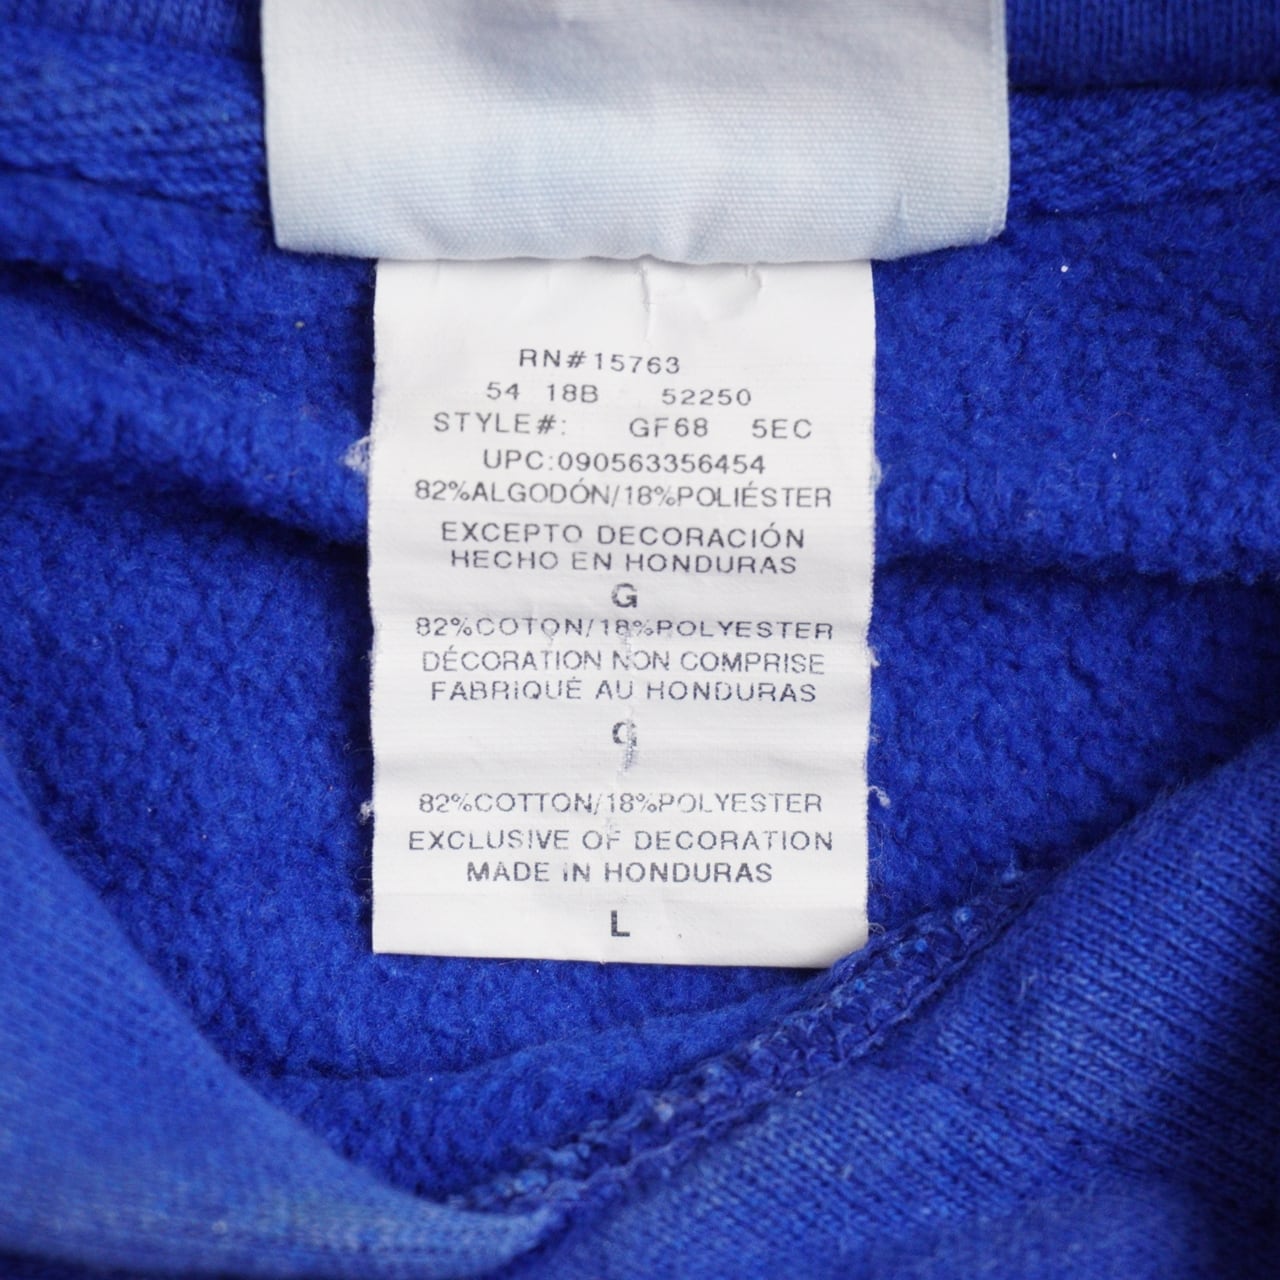 RN#15763
54 18B 52250
STYLE#: GF68 5EC
UPC:090563356454
82%ALGODÓN/18%POLIÉSTER
EXCEPTO DECORACIÓN
HECHO EN HONDURAS
G
82%COTON/18%POLYESTER
DÉCORATION NON COMPRISE
FABRIQUÉ AU HONDURAS
G
82%COTTON/18%POLYESTER
EXCLUSIVE OF DECORATION
MADE IN HONDURAS
L